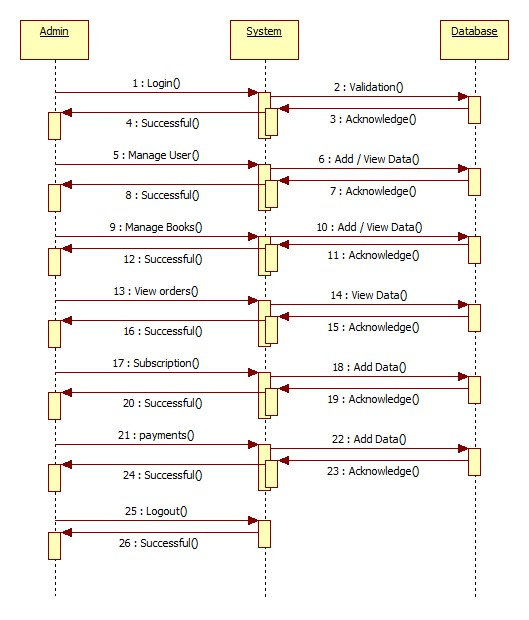 Admin
System
Database
1 : Login()
2 : Validation()
3 : Acknowledge()
4 : Successful()
5 : Manage User()
6 : Add / View Data()
7 : Acknowledge()
8 : Successful()
9 : Manage Books()
10 : Add / View Data()
11 : Acknowledge()
12 : Successful()
13 : View orders()
14 : View Data()
15 : Acknowledge()
16 : Successful()
17 : Subscription()
18 : Add Data()
19 : Acknowledge()
20 : Successful()
21 : payments()
22 : Add Data()
23 : Acknowledge()
24 : Successful()
25 : Logout()
26 : Successful()